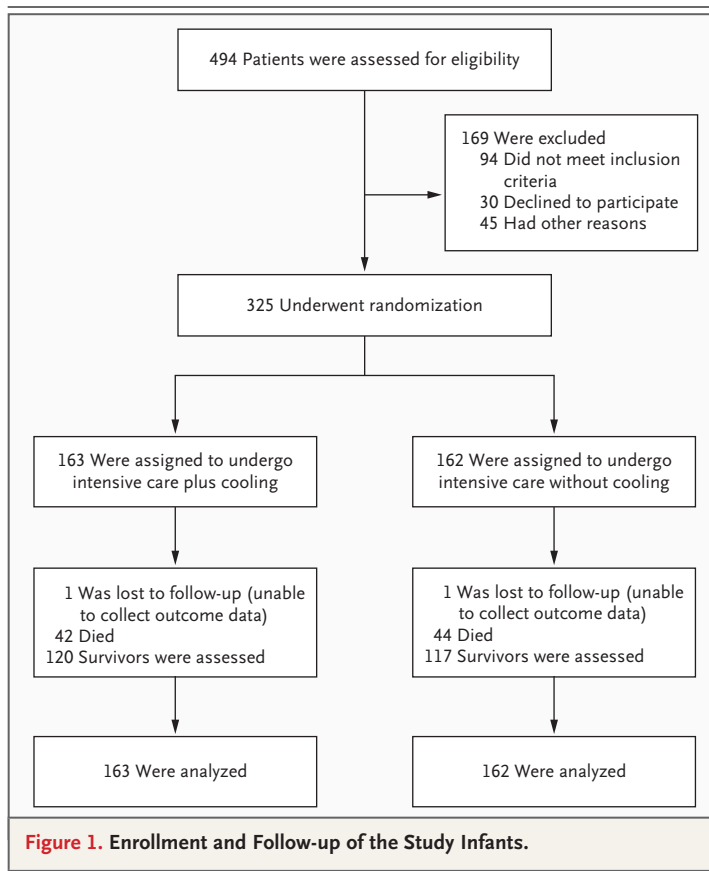 494 Patients were assessed for eligibility
169 Were excluded
94 Did not meet inclusion
criteria
30 Declined to participate
45 Had other reasons
325 Underwent randomization
163 Were assigned to undergo
intensive care plus cooling
162 Were assigned to undergo
intensive care without cooling
1 Was lost to follow-up (unable
to collect outcome data)
42 Died
120 Survivors were assessed
1 Was lost to follow-up (unable
to collect outcome data)
44 Died
117 Survivors were assessed
163 Were analyzed
162 Were analyzed
Figure 1. Enrollment and Follow-up of the Study Infants.